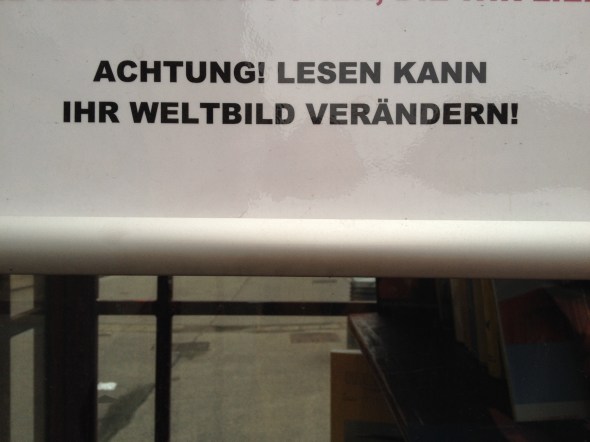 ACHTUNG! LESEN KANN
IHR WELTBILD VERÄNDERN!